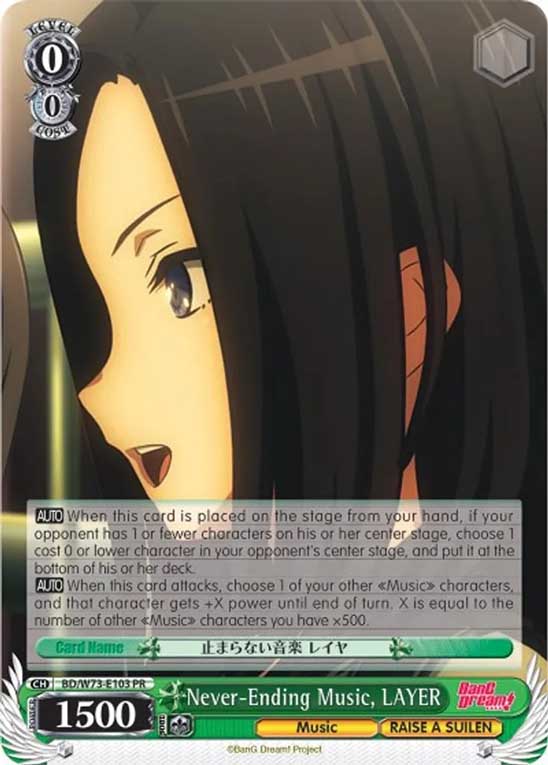 LEVEL
0
0
COST
AUTO When this card is placed on the stage from your hand, if your
opponent has 1 or fewer characters on his or her center stage, choose 1
cost 0 or lower character in your opponent's center stage, and put it at the
bottom of his or her deck.
AUTO When this card attacks, choose 1 of your other «Music» characters,
and that character gets +X power until end of turn. X is equal to the
number of other «Music» characters you have ×500.
Card Name 止まらない音楽 レイヤ
CH BD/W73-E103 PR
Never-Ending Music, LAYER
BanG Dream!
POWER 1500 SOUL Music RAISE A SUILEN
©BanG Dream! Project